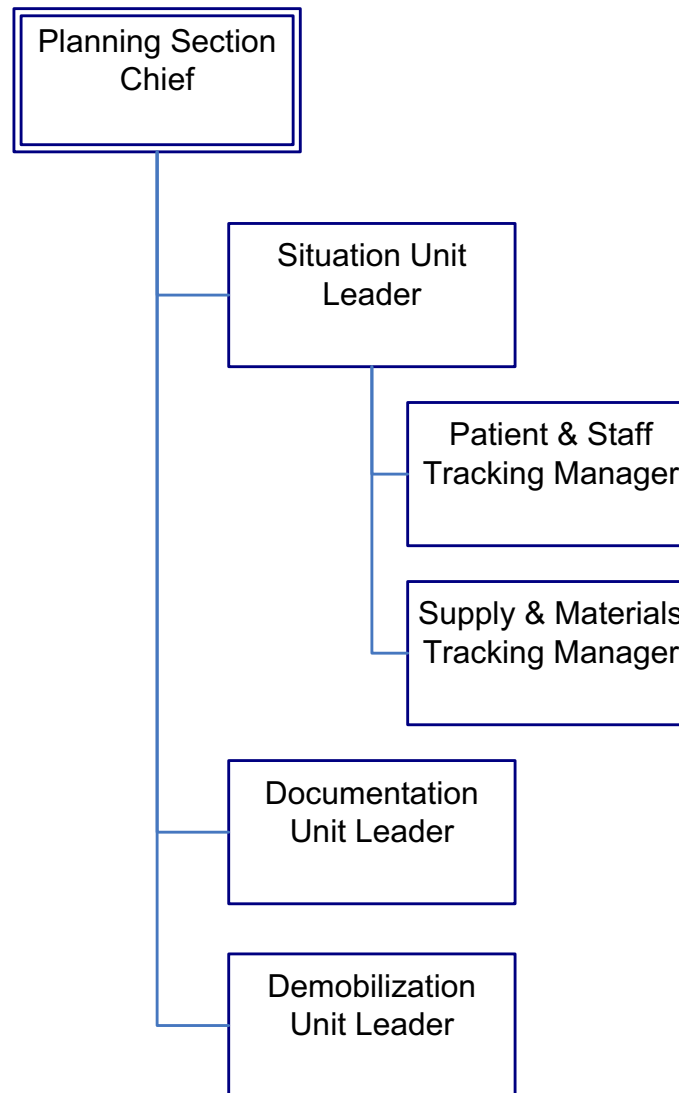 Planning Section
Chief
Situation Unit
Leader
Patient & Staff
Tracking Manager
Supply & Materials
Tracking Manager
Documentation
Unit Leader
Demobilization
Unit Leader